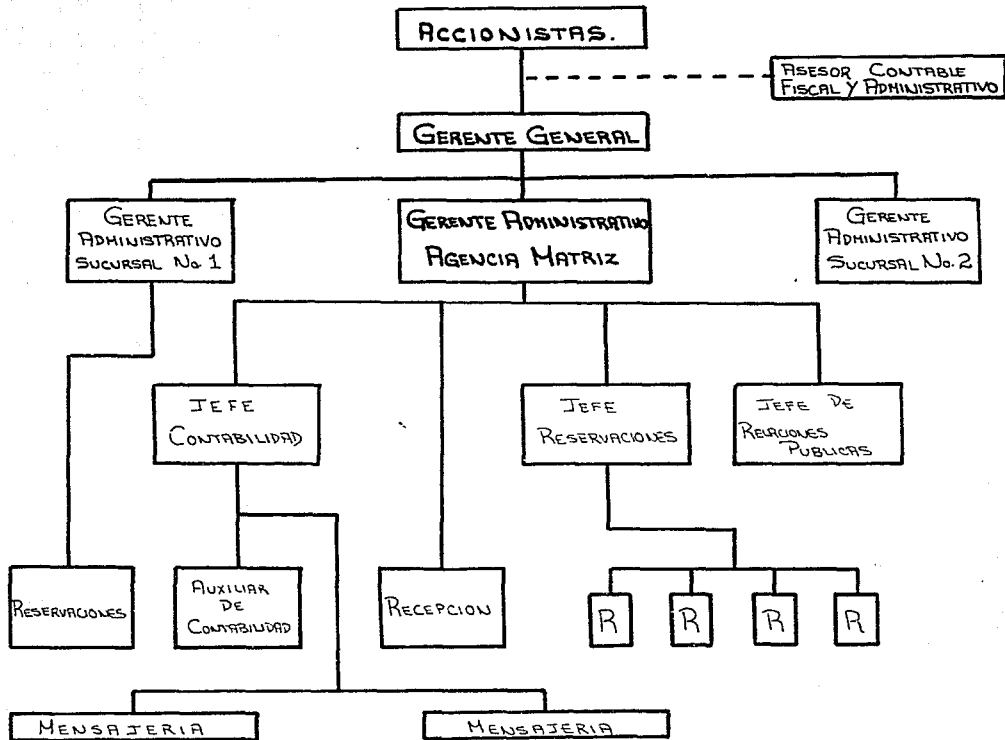 ACCIONISTAS.
ASESOR CONTABLE
FISCAL Y ADMINISTRATIVO
GERENTE GENERAL
GERENTE
ADMINISTRATIVO
SUCURSAL No. 1
GERENTE ADMINISTRATIVO
AGENCIA MATRIZ
GERENTE
ADMINISTRATIVO
SUCURSAL No. 2
JEFE
CONTABILIDAD
JEFE
RESERVACIONES
JEFE DE
RELACIONES
PUBLICAS
RESERVACIONES
AUXILIAR
DE
CONTABILIDAD
RECEPCION
R
R
R
R
MENSAJERIA
MENSAJERIA